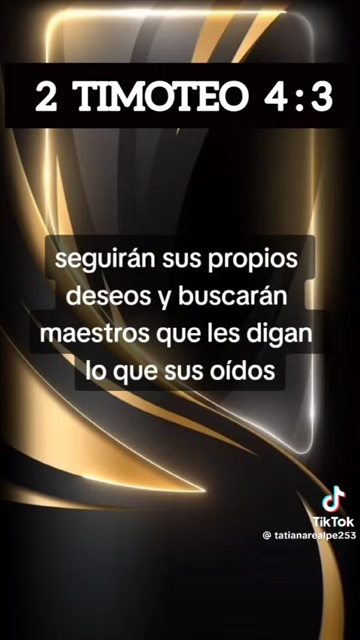 2 TIMOTEO 4:3
seguirán sus propios
deseos y buscarán
maestros que les digan
lo que sus oídos
TikTok
@ tatianarealpe253